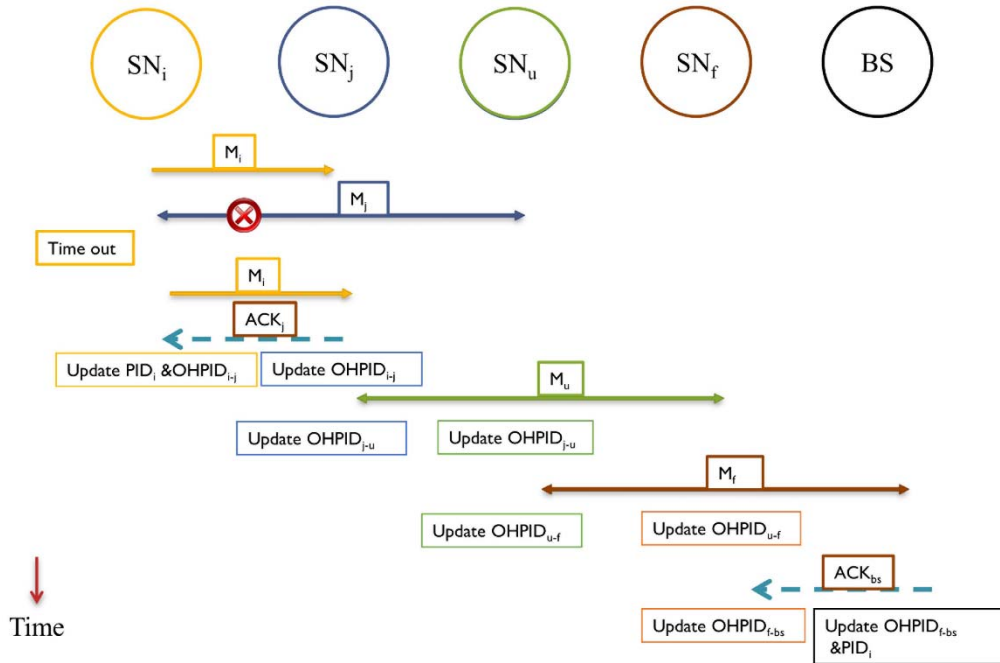 SNi
SNj
SNu
SNf
BS
Mi
Mj
Time out
Mi
ACKj
Update PIDi &OHPIDi-j
Update OHPIDi-j
Mu
Update OHPIDj-u
Update OHPIDj-u
Mf
Update OHPIDu-f
Update OHPIDu-f
ACKbs
Time
Update OHPIDf-bs
Update OHPIDf-bs
&PIDi